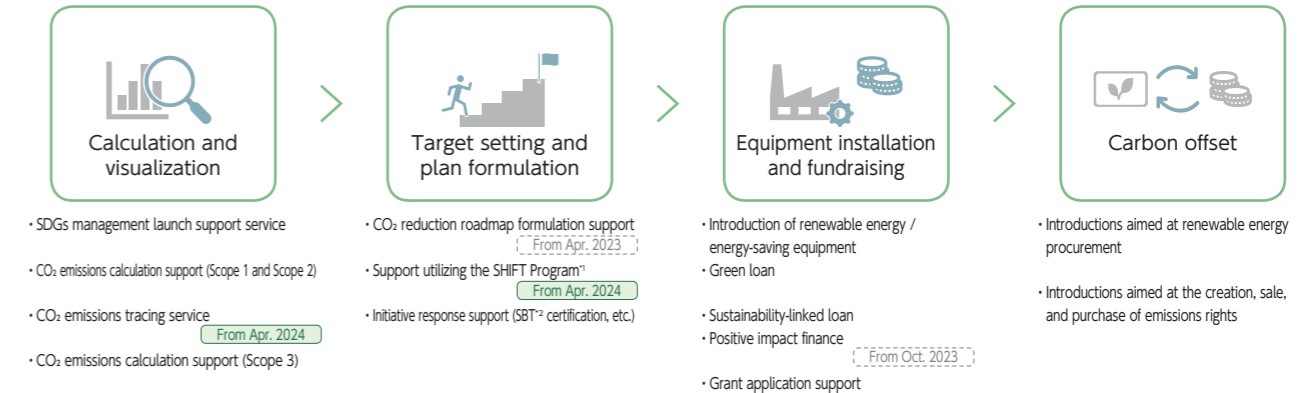 Calculation and
visualization
・SDGs management launch support service
・CO₂ emissions calculation support (Scope 1 and Scope 2)
・CO₂ emissions tracing service
From Apr. 2024
・CO₂ emissions calculation support (Scope 3)
Target setting and
plan formulation
・CO₂ reduction roadmap formulation support
From Apr. 2023
・Support utilizing the SHIFT Program*¹
From Apr. 2024
・Initiative response support (SBT*² certification, etc.)
Equipment installation
and fundraising
・Introduction of renewable energy /
energy-saving equipment
・Green loan
・Sustainability-linked loan
・Positive impact finance
From Oct. 2023
・Grant application support
Carbon offset
・Introductions aimed at renewable energy
procurement
・Introductions aimed at the creation, sale,
and purchase of emissions rights